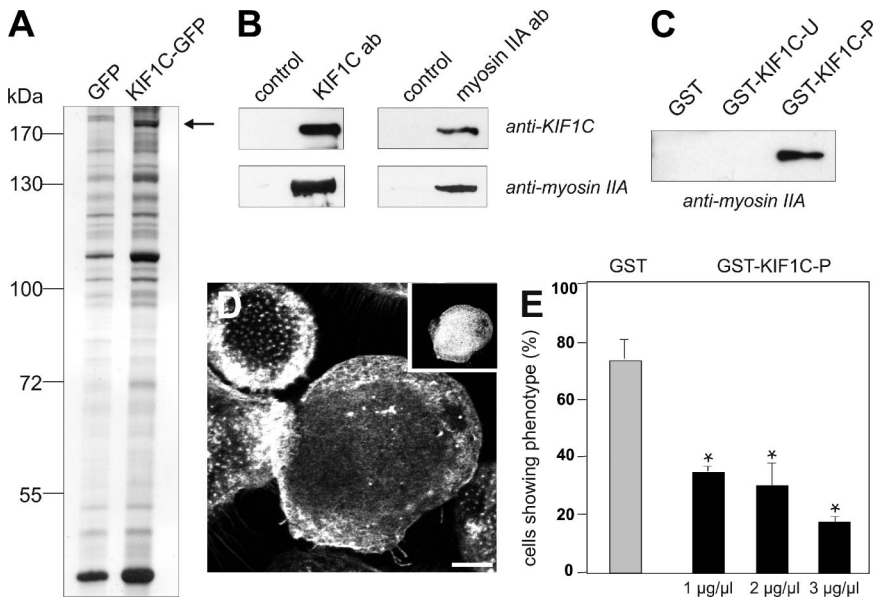 A
GFP
KIF1C-GFP
kDa
170
130
100
72
55
B
control
KIF1C ab
control
myosin IIA ab
anti-KIF1C
anti-myosin IIA
C
GST
GST-KIF1C-U
GST-KIF1C-P
anti-myosin IIA
D
E
GST GST-KIF1C-P
cells showing phenotype (%)
100
80
60
40
20
0
*
*
*
1 µg/µl 2 µg/µl 3 µg/µl